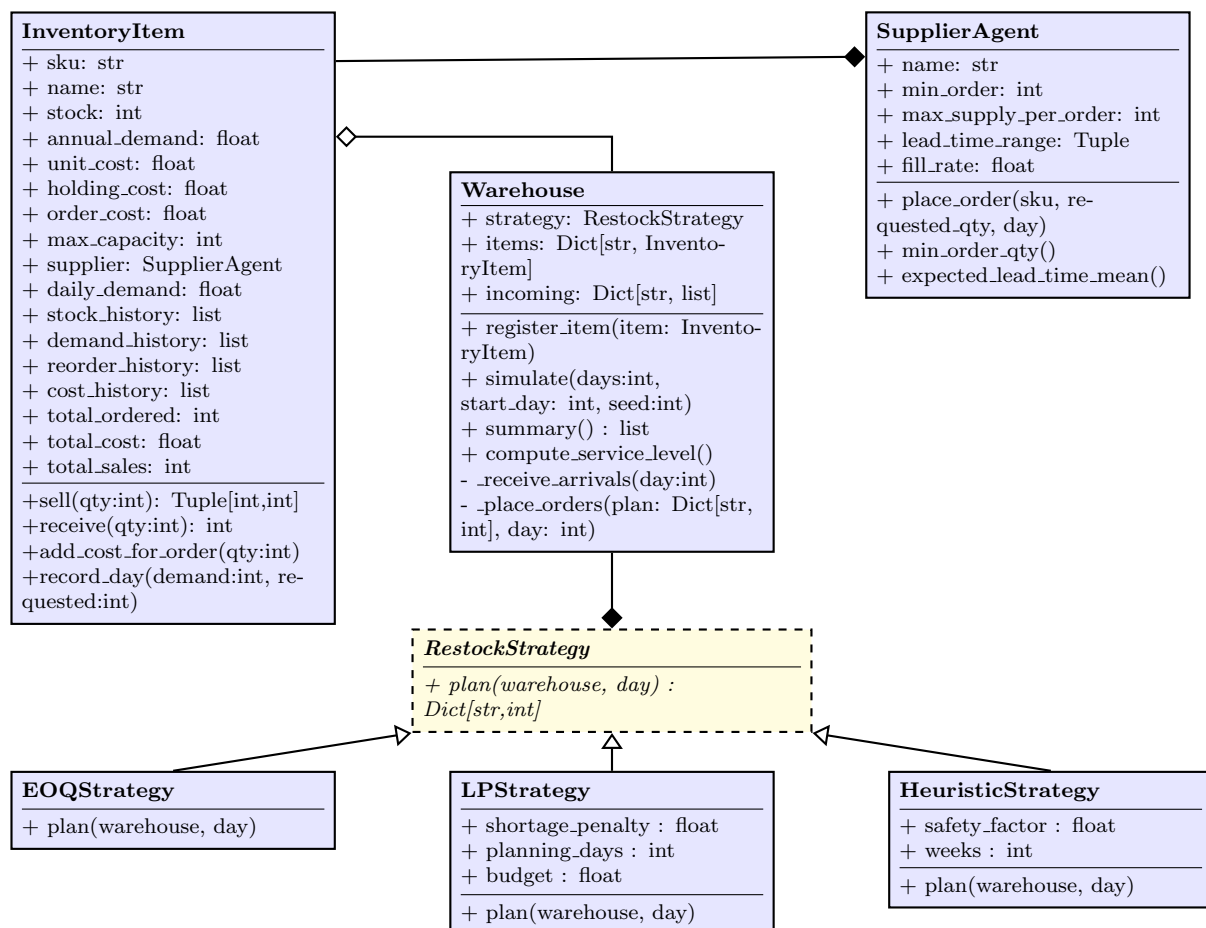 InventoryItem
+ sku: str
+ name: str
+ stock: int
+ annual_demand: float
+ unit_cost: float
+ holding_cost: float
+ order_cost: float
+ max_capacity: int
+ supplier: SupplierAgent
+ daily_demand: float
+ stock_history: list
+ demand_history: list
+ reorder_history: list
+ cost_history: list
+ total_ordered: int
+ total_cost: float
+ total_sales: int
+sell(qty:int): Tuple[int,int]
+receive(qty:int): int
+add_cost_for_order(qty:int)
+record_day(demand:int, re-
quested:int)
SupplierAgent
+ name: str
+ min_order: int
+ max_supply_per_order: int
+ lead_time_range: Tuple
+ fill_rate: float
+ place_order(sku, re-
quested_qty, day)
+ min_order_qty()
+ expected_lead_time_mean()
Warehouse
+ strategy: RestockStrategy
+ items: Dict[str, Invento-
ryItem]
+ incoming: Dict[str, list]
+ register_item(item: Invento-
ryItem)
+ simulate(days:int,
start_day: int, seed:int)
+ summary() : list
+ compute_service_level()
- _receive_arrivals(day:int)
- _place_orders(plan: Dict[str,
int], day: int)
RestockStrategy
+ plan(warehouse, day) :
Dict[str,int]
EOQStrategy
+ plan(warehouse, day)
LPStrategy
+ shortage_penalty : float
+ planning_days : int
+ budget : float
+ plan(warehouse, day)
HeuristicStrategy
+ safety_factor : float
+ weeks : int
+ plan(warehouse, day)